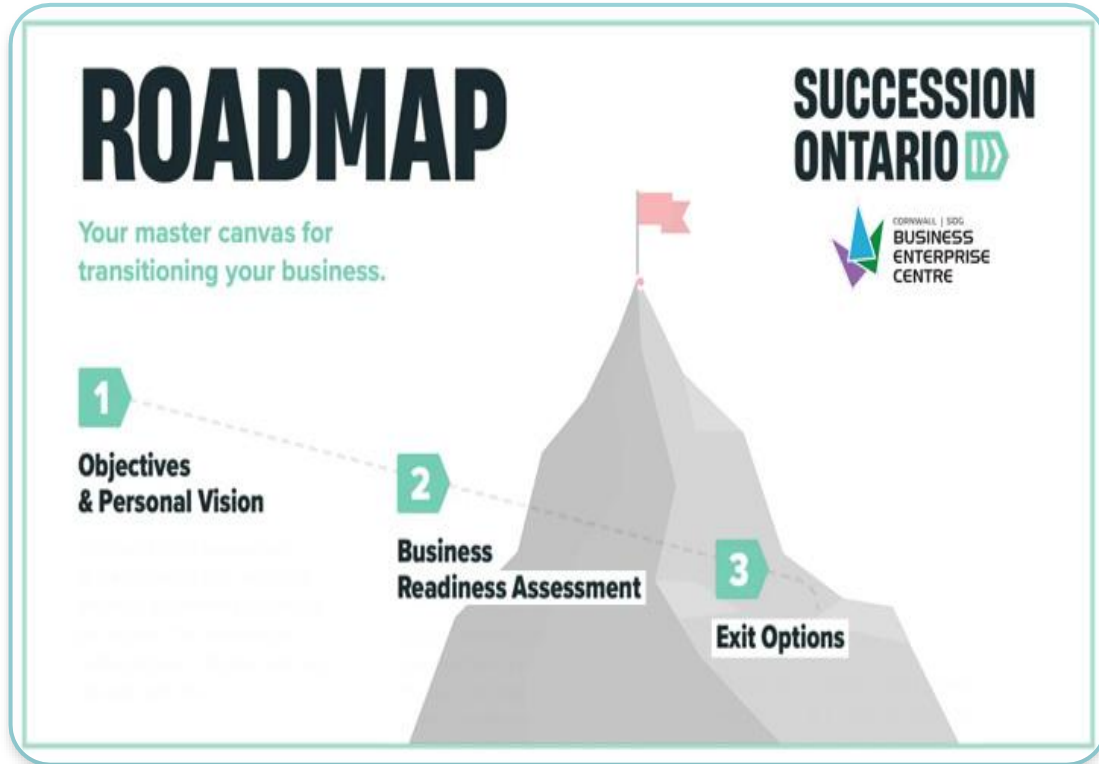 ROADMAP
Your master canvas for
transitioning your business.
SUCCESSION
ONTARIO
CORNWALL | SDG
BUSINESS
ENTERPRISE
CENTRE
1
Objectives
& Personal Vision
2
Business
Readiness Assessment
3
Exit Options